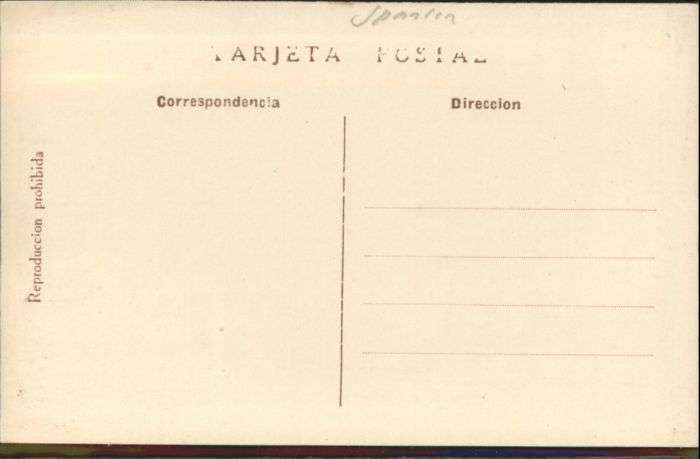 Spanien
TARJETA POSTAL
Correspondencia
Direccion
Reproduccion prohibida